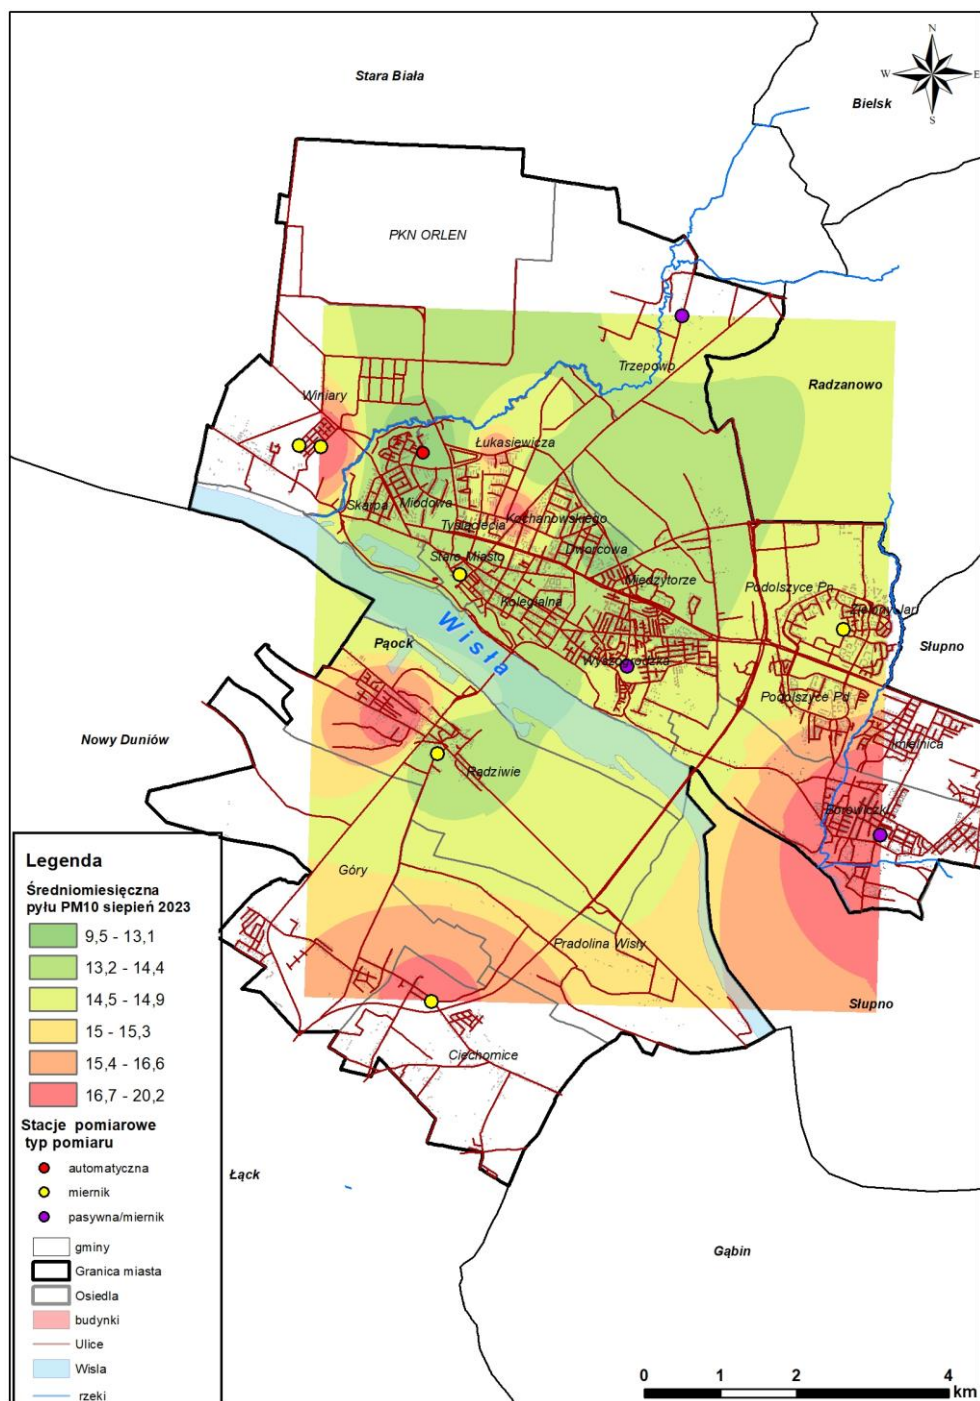 N
W E
S
Stara Biała
Bielsk
PKN ORLEN
Trzepowo
Radzanowo
Winiary
Łukasiewicza
Skarpa
Miodowa
Tysiąclecia
Kochanowskiego
Stare Miasto
Dworcowa
Międzytorze
Kolegialna
Podolszyce Pn
Zielony Jar
Wisła
Pąock
Słupno
Wyszogrodzka
Podolszyce Pd
Nowy Duniów
Imielnica
Radziwie
Borowiczki
Góry
Pradolina Wisły
Słupno
Ciechomice
Łąck
Gąbin
Legenda
Średniomiesięczna
pyłu PM10 siepień 2023
9,5 - 13,1
13,2 - 14,4
14,5 - 14,9
15 - 15,3
15,4 - 16,6
16,7 - 20,2
Stacje pomiarowe
typ pomiaru
automatyczna
miernik
pasywna/miernik
gminy
Granica miasta
Osiedla
budynki
Ulice
Wisla
rzeki
0 1 2 4
km